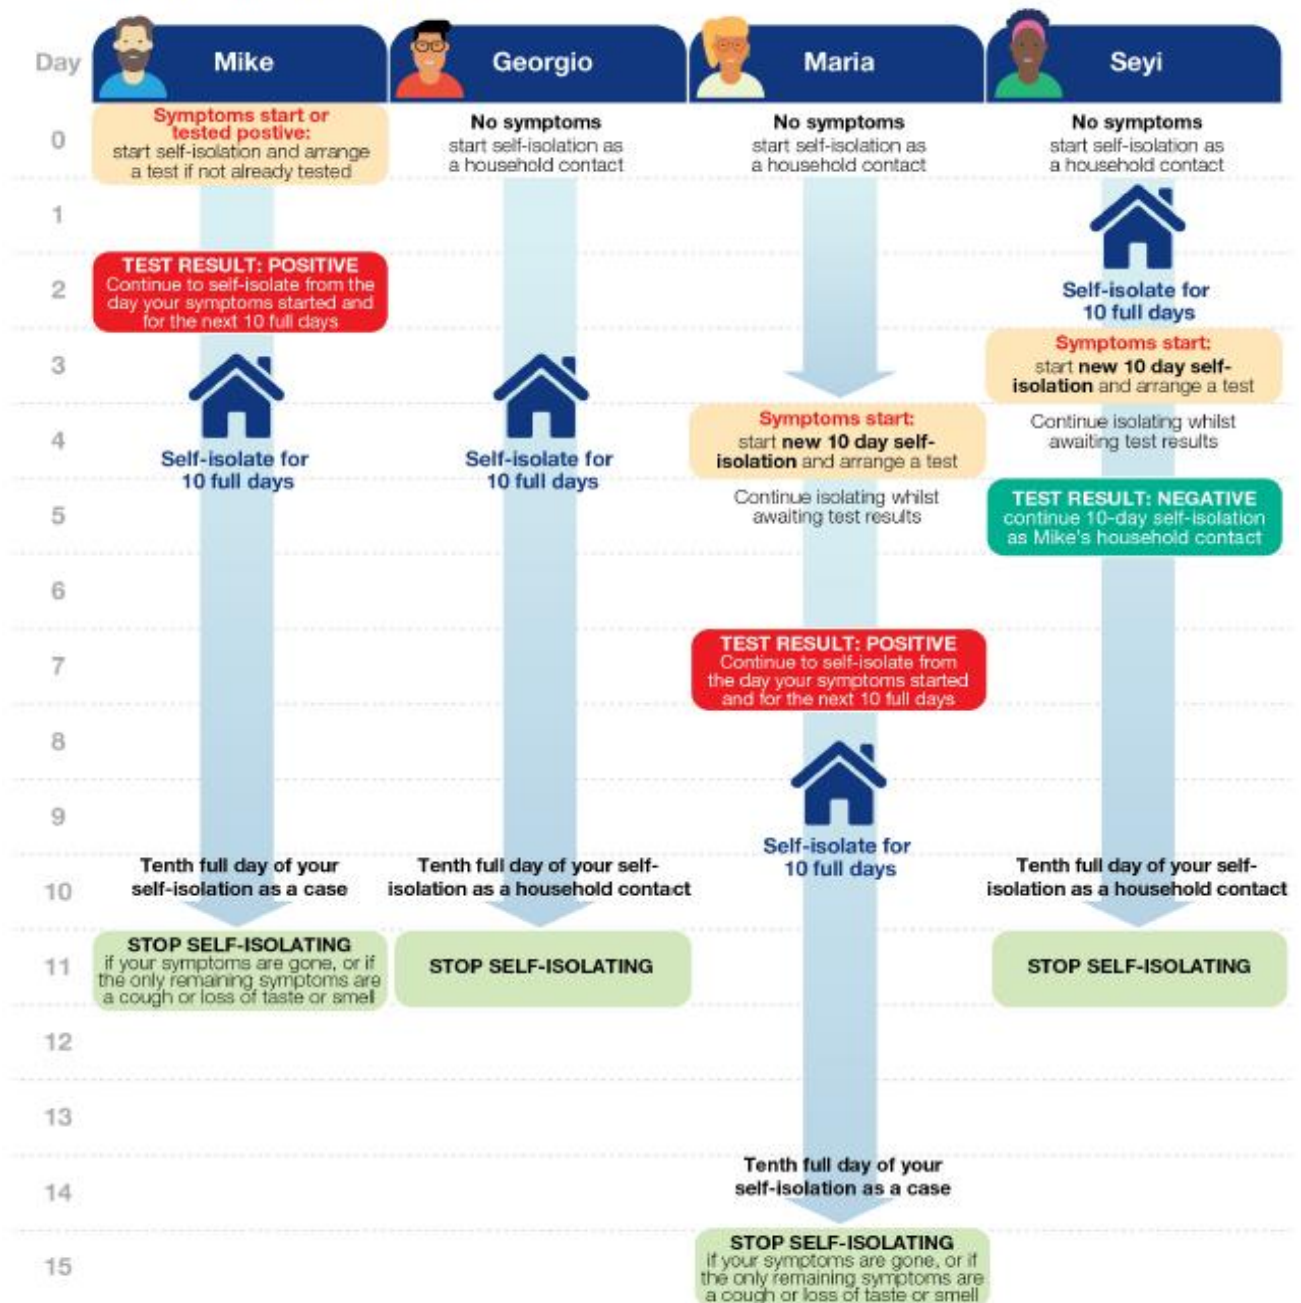 Day
Mike
Georgio
Maria
Seyi
0
Symptoms start or
tested postive:
start self-isolation and arrange
a test if not already tested
No symptoms
start self-isolation as
a household contact
No symptoms
start self-isolation as
a household contact
No symptoms
start self-isolation as
a household contact
1
2
TEST RESULT: POSITIVE
Continue to self-isolate from the
day your symptoms started and
for the next 10 full days
Self-isolate for
10 full days
3
Symptoms start:
start new 10 day self-
isolation and arrange a test
4
Self-isolate for
10 full days
Self-isolate for
10 full days
Symptoms start:
start new 10 day self-
isolation and arrange a test
Continue isolating whilst
awaiting test results
5
Continue isolating whilst
awaiting test results
TEST RESULT: NEGATIVE
continue 10-day self-isolation
as Mike's household contact
6
7
TEST RESULT: POSITIVE
Continue to self-isolate from
the day your symptoms started
and for the next 10 full days
8
9
Self-isolate for
10 full days
10
Tenth full day of your
self-isolation as a case
Tenth full day of your self-
isolation as a household contact
Tenth full day of your self-
isolation as a household contact
11
STOP SELF-ISOLATING
if your symptoms are gone, or if
the only remaining symptoms are
a cough or loss of taste or smell
STOP SELF-ISOLATING
STOP SELF-ISOLATING
12
13
14
Tenth full day of your
self-isolation as a case
15
STOP SELF-ISOLATING
if your symptoms are gone, or if
the only remaining symptoms are
a cough or loss of taste or smell